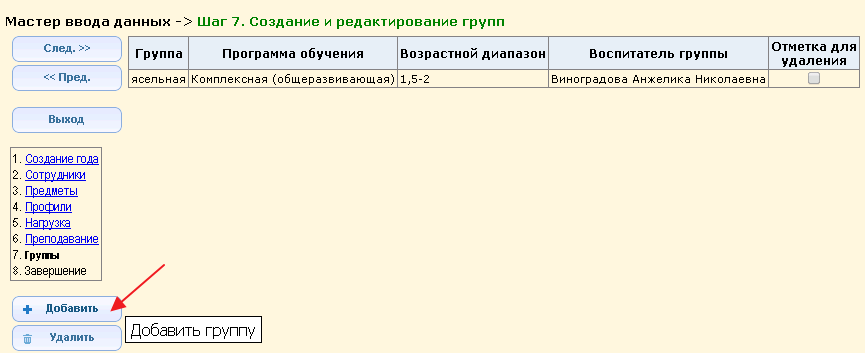 Мастер ввода данных -> Шаг 7. Создание и редактирование групп
След. >>
<< Пред.
Выход
Группа Программа обучения Возрастной диапазон Воспитатель группы Отметка для удаления
ясельная Комплексная (общеразвивающая) 1,5-2 Виноградова Анжелика Николаевна
1. Создание года
2. Сотрудники
3. Предметы
4. Профили
5. Нагрузка
6. Преподавание
7. Группы
8. Завершение
Добавить
Добавить группу
Удалить